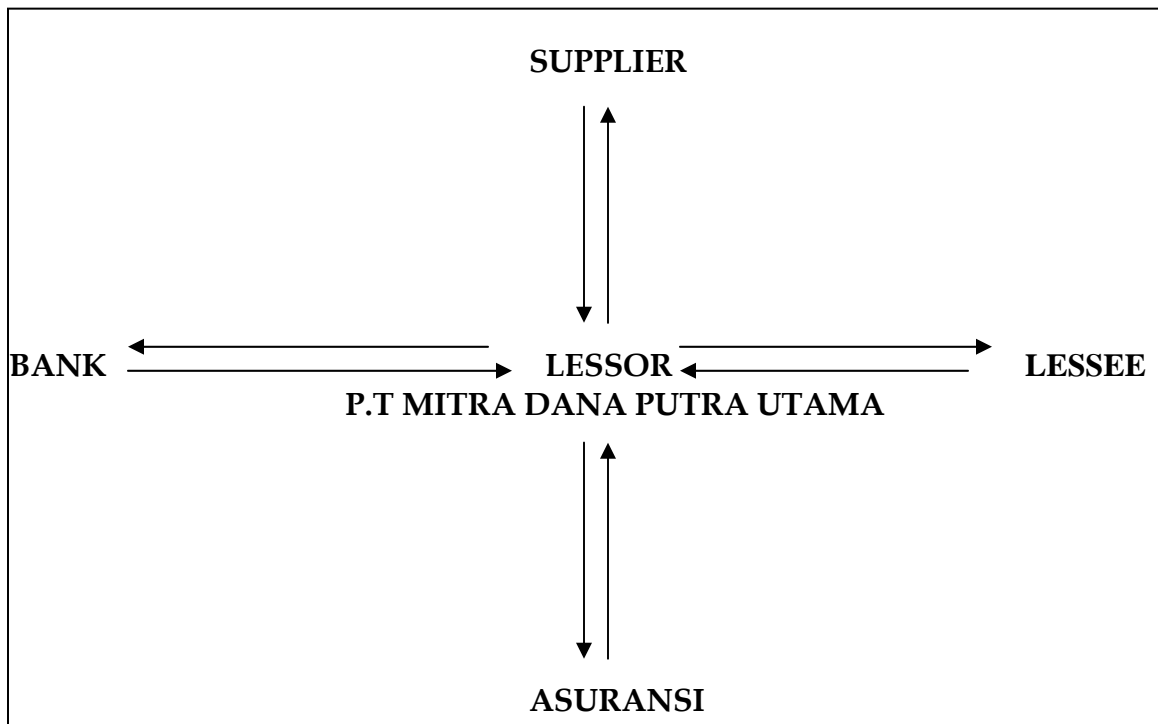 SUPPLIER
BANK LESSOR LESSEE
P.T MITRA DANA PUTRA UTAMA
ASURANSI